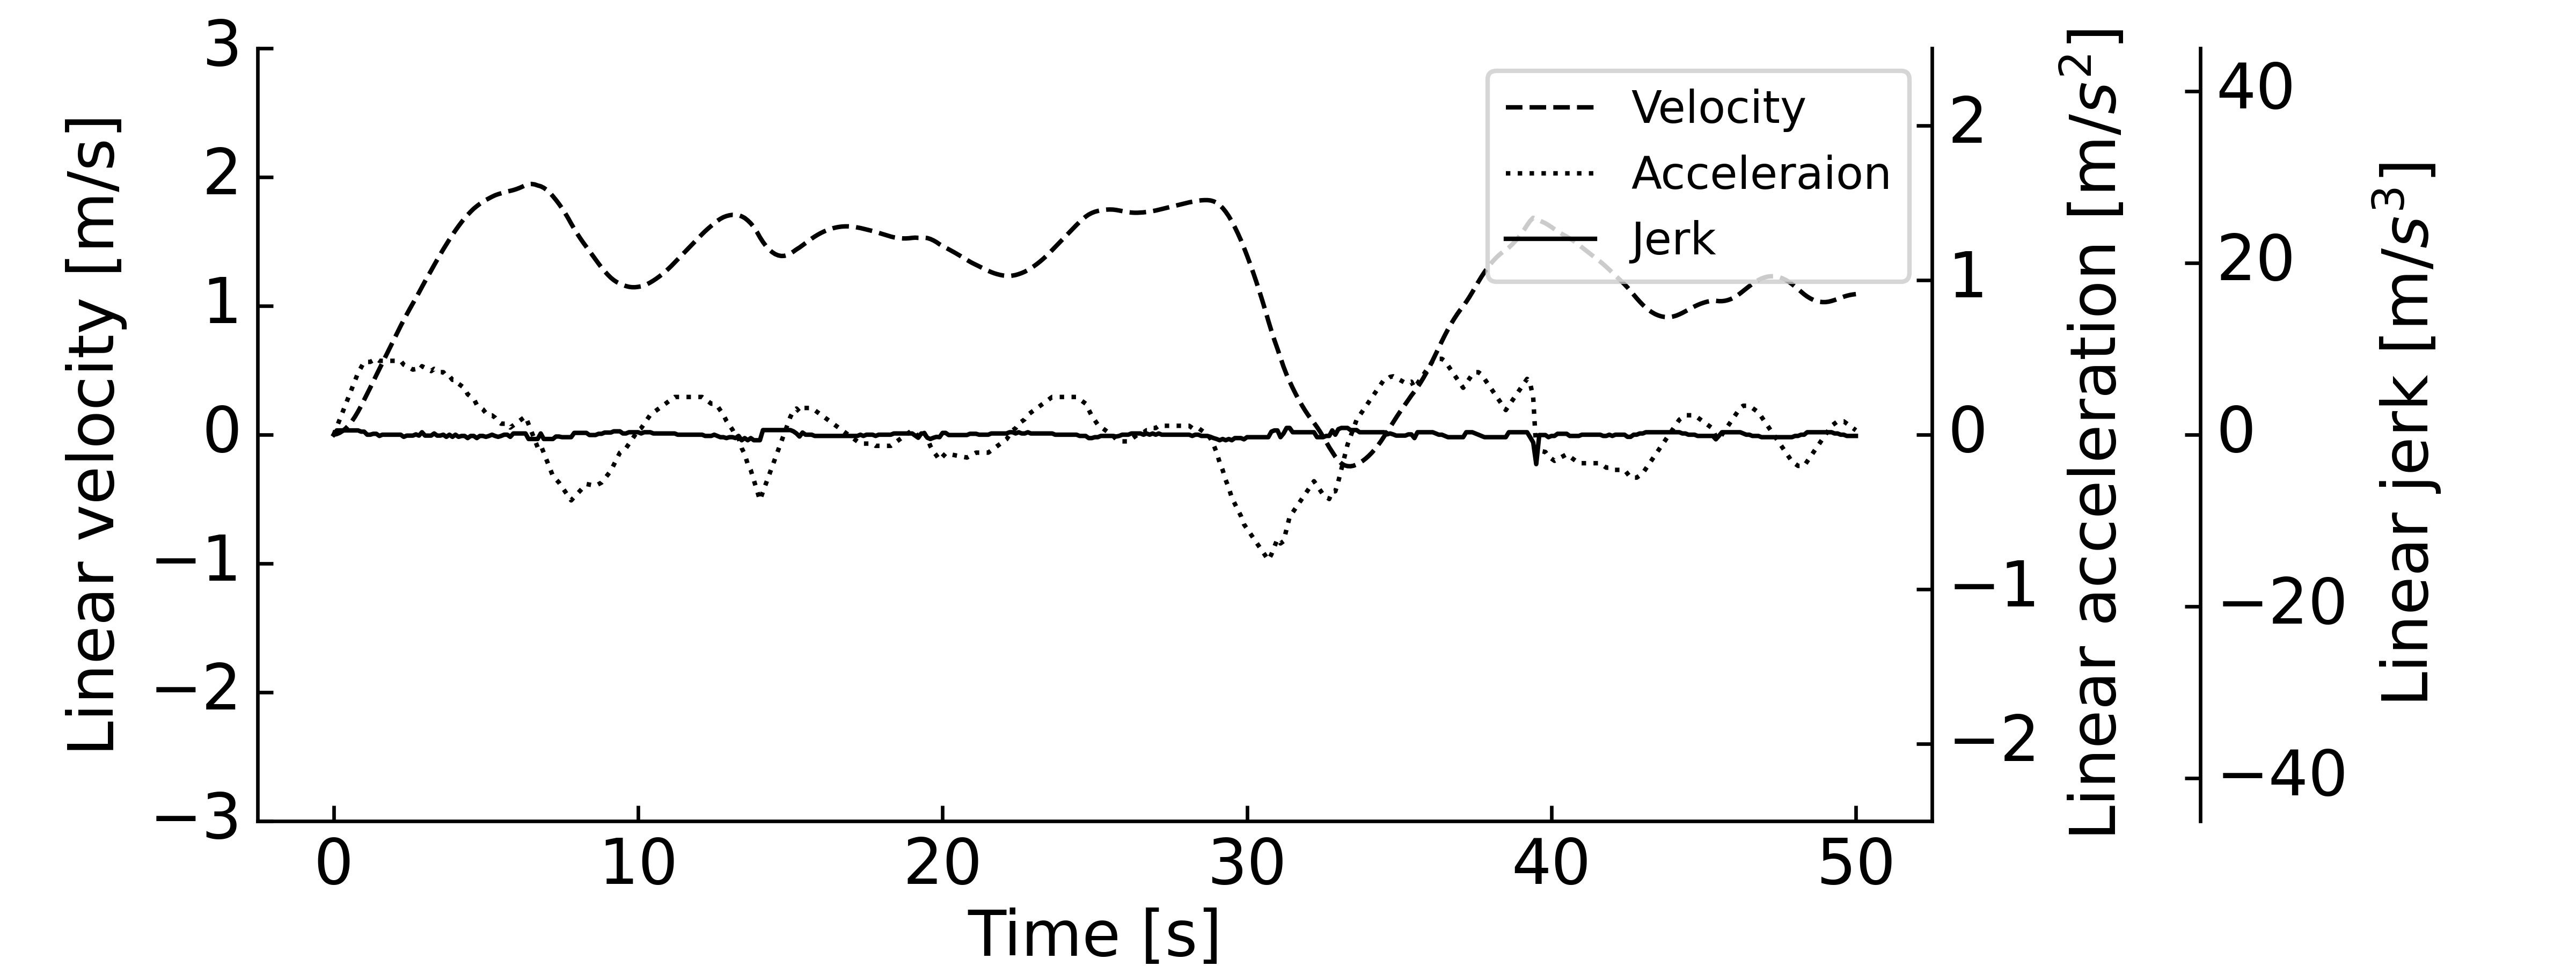 Linear velocity [m/s]
3
2
1
0
−1
−2
−3
0 10 20 30 40 50
Time [s]
Velocity
Acceleraion
Jerk
2
1
0
−1
−2
Linear acceleration [m/s²]
40
20
0
−20
−40
Linear jerk [m/s³]